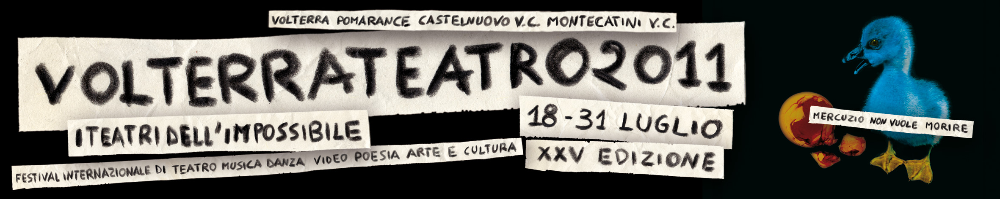 VOLTERRA POMARANCE CASTELNUOVO V.C. MONTECATINI V.C.
VOLTERRATEATRO2011
I TEATRI DELL'IMPOSSIBILE
18-31 LUGLIO
XXV EDIZIONE
FESTIVAL INTERNAZIONALE DI TEATRO MUSICA DANZA VIDEO POESIA ARTE E CULTURA
MERCUZIO NON VUOLE MORIRE